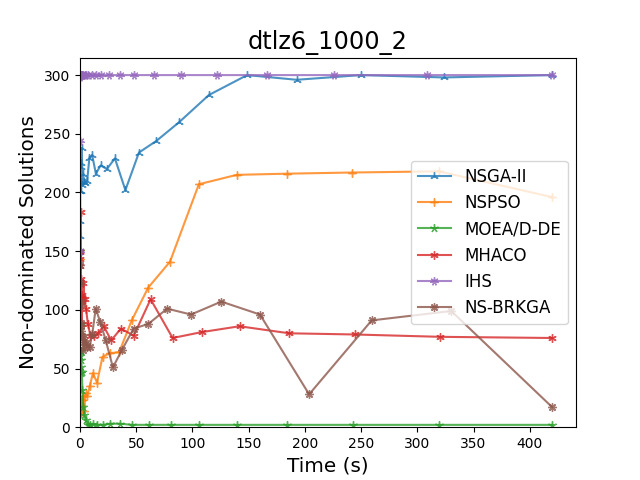 dtlz6_1000_2
Non-dominated Solutions
300
250
200
150
100
50
0
NSGA-II
NSPSO
MOEA/D-DE
MHACO
IHS
NS-BRKGA
0 50 100 150 200 250 300 350 400
Time (s)